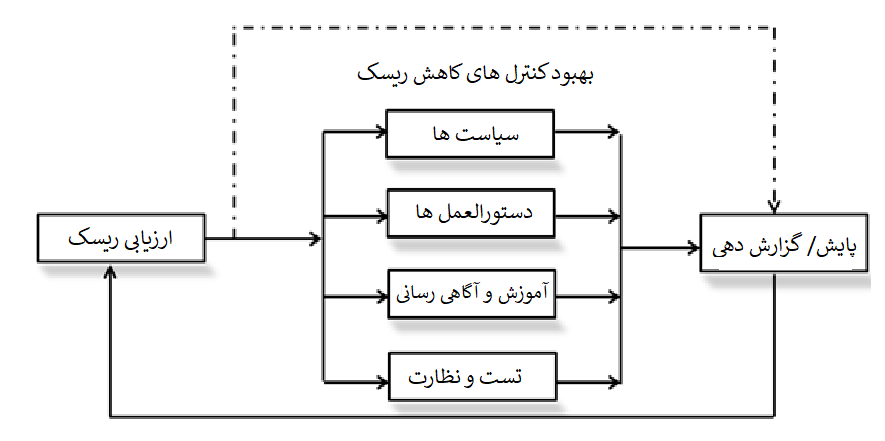 بهبود کنترل های کاهش ریسک
سیاست ها
دستورالعمل ها
ارزیابی ریسک
پایش/ گزارش دهی
آموزش و آگاهی رسانی
تست و نظارت